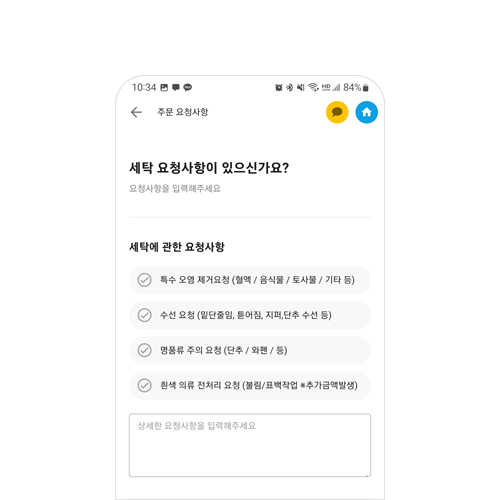 10:34 84%
주문 요청사항
세탁 요청사항이 있으신가요?
요청사항을 입력해주세요
세탁에 관한 요청사항
특수 오염 제거요청 (혈액 / 음식물 / 토사물 / 기타 등)
수선 요청 (밑단줄임, 튿어짐, 지퍼,단추 수선 등)
명품류 주의 요청 (단추 / 와펜 / 등)
흰색 의류 전처리 요청 (불림/표백작업 ※추가금액발생)
상세한 요청사항을 입력해주세요